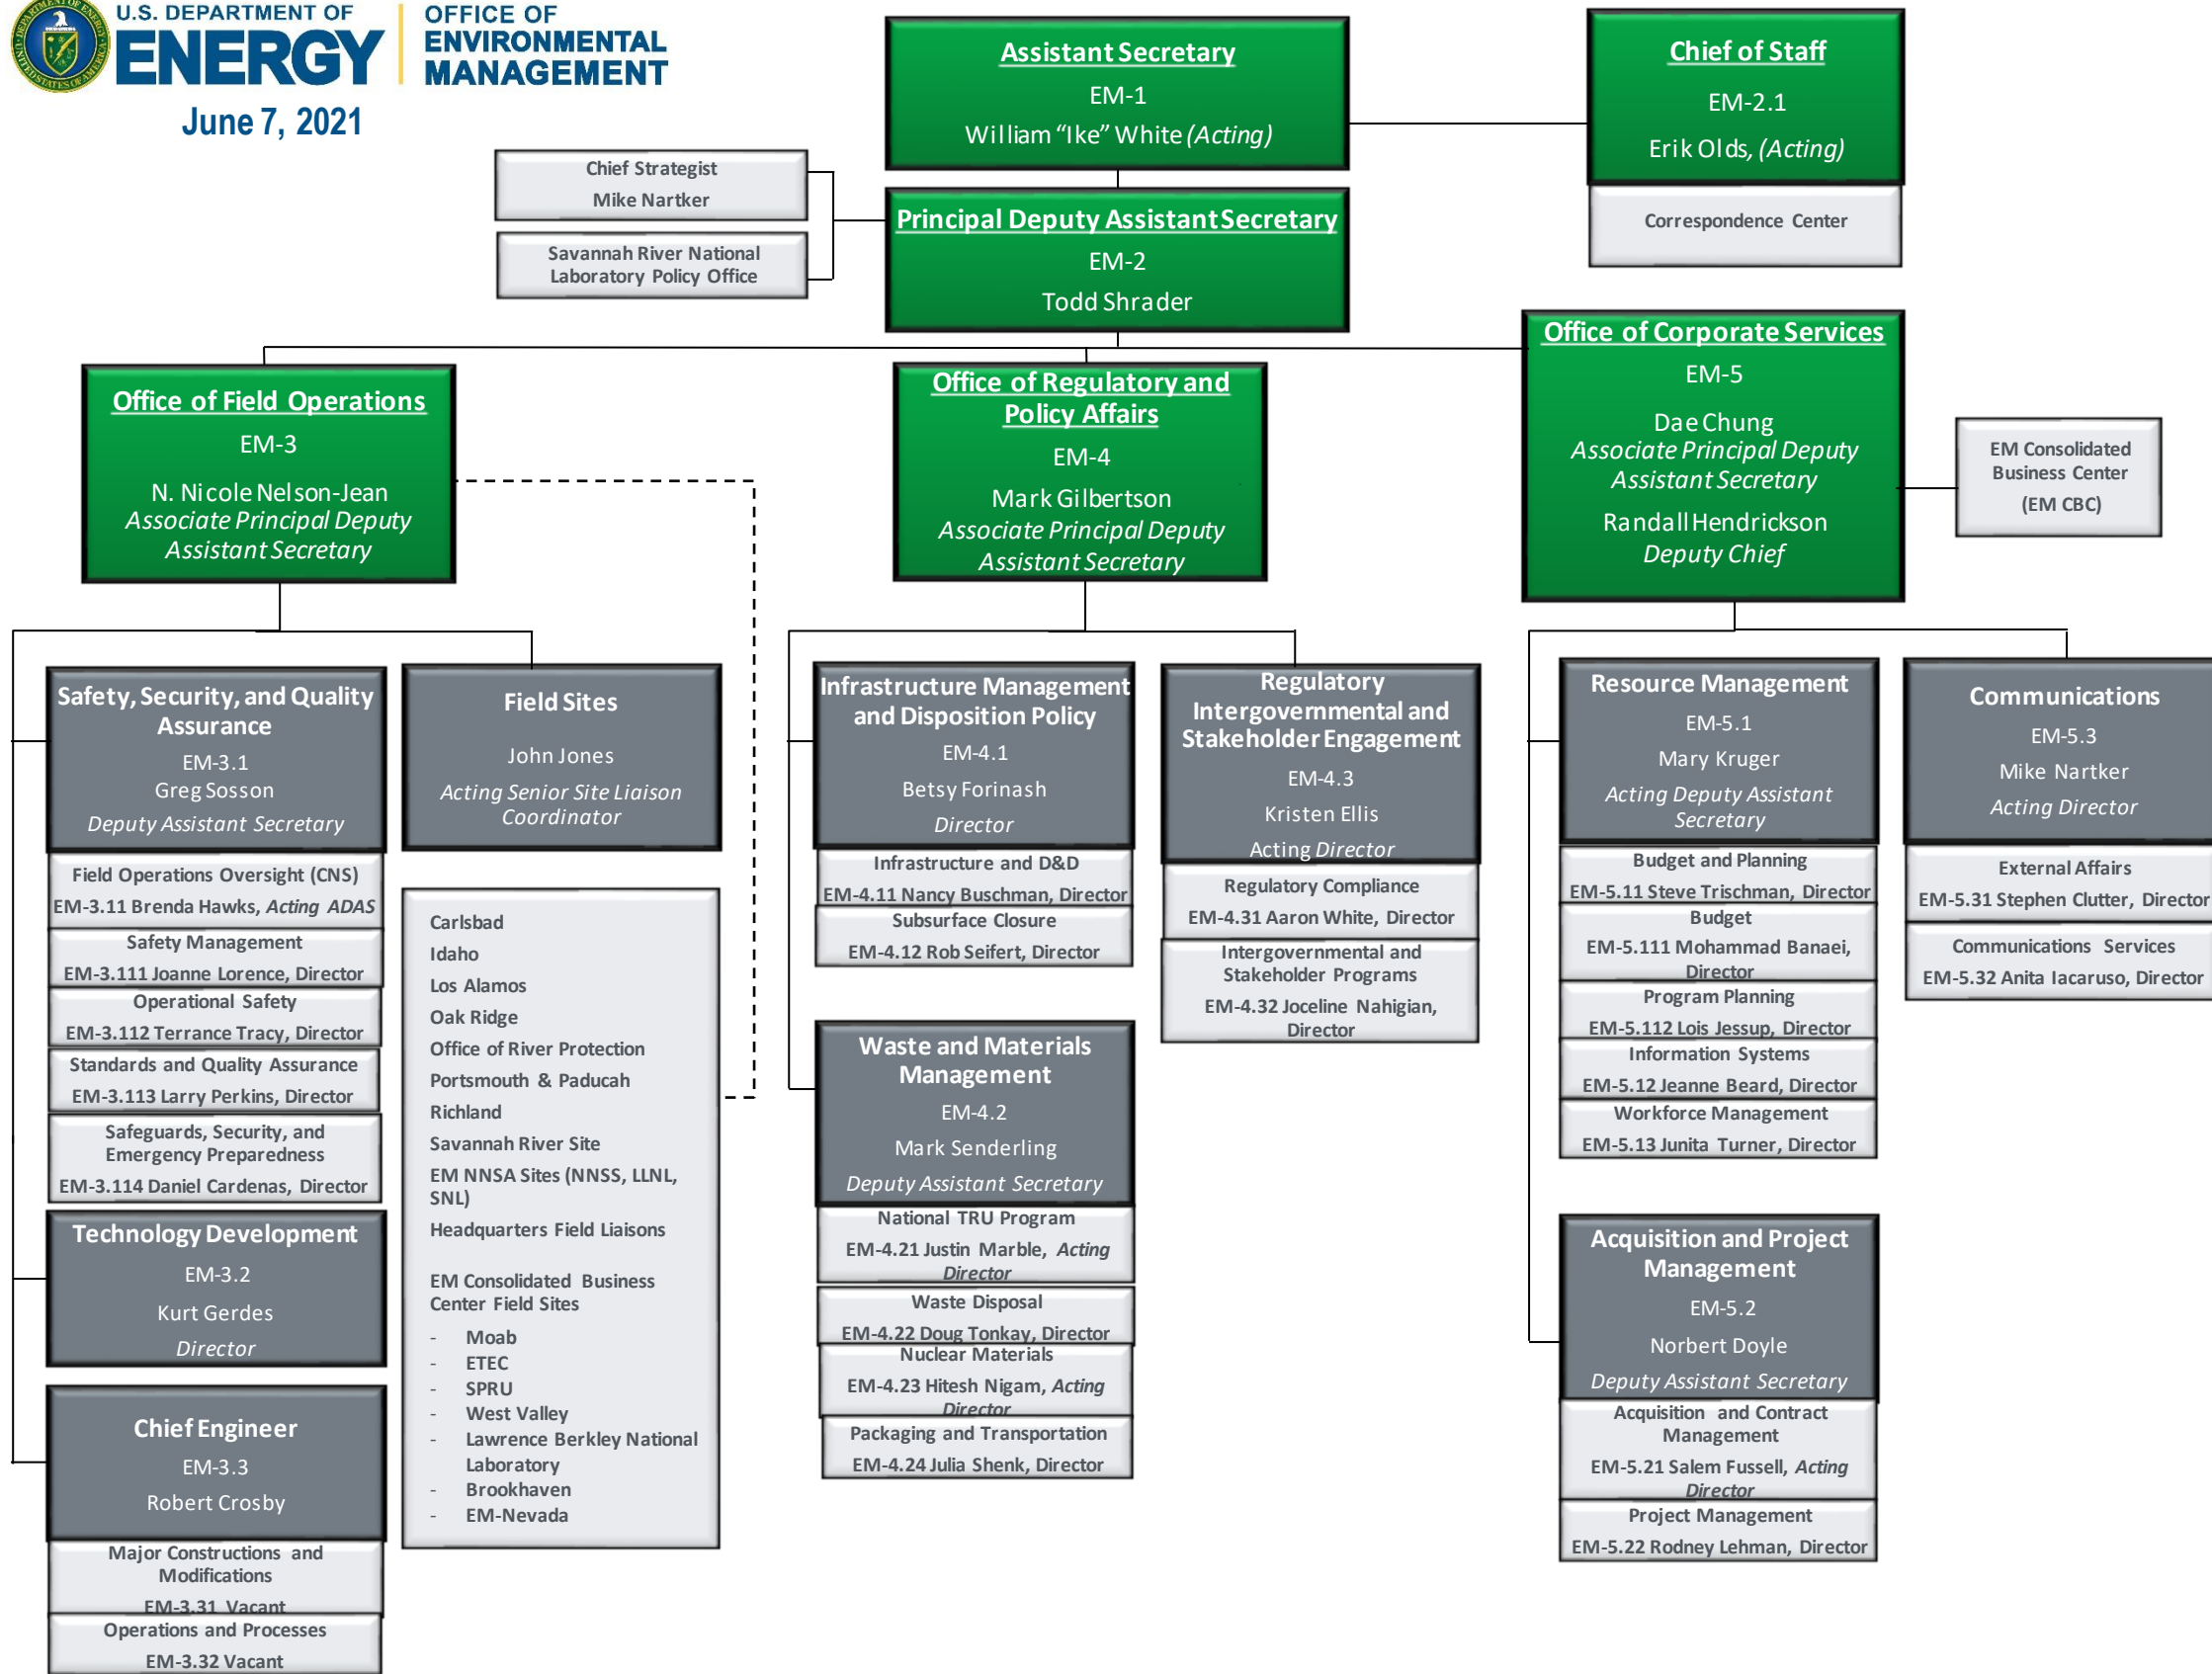 U.S. DEPARTMENT OF
ENERGY
OFFICE OF
ENVIRONMENTAL
MANAGEMENT
June 7, 2021
Assistant Secretary
EM-1
William “Ike” White (Acting)
Chief of Staff
EM-2.1
Erik Olds, (Acting)
Correspondence Center
Chief Strategist
Mike Nartker
Savannah River National
Laboratory Policy Office
Principal Deputy Assistant Secretary
EM-2
Todd Shrader
Office of Field Operations
EM-3
N. Nicole Nelson-Jean
Associate Principal Deputy
Assistant Secretary
Office of Regulatory and
Policy Affairs
EM-4
Mark Gilbertson
Associate Principal Deputy
Assistant Secretary
Office of Corporate Services
EM-5
Dae Chung
Associate Principal Deputy
Assistant Secretary
Randall Hendrickson
Deputy Chief
EM Consolidated
Business Center
(EM CBC)
Safety, Security, and Quality
Assurance
EM-3.1
Greg Sosson
Deputy Assistant Secretary
Field Operations Oversight (CNS)
EM-3.11 Brenda Hawks, Acting ADAS
Safety Management
EM-3.111 Joanne Lorence, Director
Operational Safety
EM-3.112 Terrance Tracy, Director
Standards and Quality Assurance
EM-3.113 Larry Perkins, Director
Safeguards, Security, and
Emergency Preparedness
EM-3.114 Daniel Cardenas, Director
Technology Development
EM-3.2
Kurt Gerdes
Director
Chief Engineer
EM-3.3
Robert Crosby
Major Constructions and
Modifications
EM-3.31 Vacant
Operations and Processes
EM-3.32 Vacant
Field Sites
John Jones
Acting Senior Site Liaison
Coordinator
Carlsbad
Idaho
Los Alamos
Oak Ridge
Office of River Protection
Portsmouth & Paducah
Richland
Savannah River Site
EM NNSA Sites (NNSS, LLNL,
SNL)
Headquarters Field Liaisons
EM Consolidated Business
Center Field Sites
- Moab
- ETEC
- SPRU
- West Valley
- Lawrence Berkley National
Laboratory
- Brookhaven
- EM-Nevada
Infrastructure Management
and Disposition Policy
EM-4.1
Betsy Forinash
Director
Infrastructure and D&D
EM-4.11 Nancy Buschman, Director
Subsurface Closure
EM-4.12 Rob Seifert, Director
Waste and Materials
Management
EM-4.2
Mark Senderling
Deputy Assistant Secretary
National TRU Program
EM-4.21 Justin Marble, Acting
Director
Waste Disposal
EM-4.22 Doug Tonkay, Director
Nuclear Materials
EM-4.23 Hitesh Nigam, Acting
Director
Packaging and Transportation
EM-4.24 Julia Shenk, Director
Regulatory
Intergovernmental and
Stakeholder Engagement
EM-4.3
Kristen Ellis
Acting Director
Regulatory Compliance
EM-4.31 Aaron White, Director
Intergovernmental and
Stakeholder Programs
EM-4.32 Joceline Nahigian,
Director
Resource Management
EM-5.1
Mary Kruger
Acting Deputy Assistant
Secretary
Budget and Planning
EM-5.11 Steve Trischman, Director
Budget
EM-5.111 Mohammad Banaei,
Director
Program Planning
EM-5.112 Lois Jessup, Director
Information Systems
EM-5.12 Jeanne Beard, Director
Workforce Management
EM-5.13 Junita Turner, Director
Acquisition and Project
Management
EM-5.2
Norbert Doyle
Deputy Assistant Secretary
Acquisition and Contract
Management
EM-5.21 Salem Fussell, Acting
Director
Project Management
EM-5.22 Rodney Lehman, Director
Communications
EM-5.3
Mike Nartker
Acting Director
External Affairs
EM-5.31 Stephen Clutter, Director
Communications Services
EM-5.32 Anita Iacaruso, Director